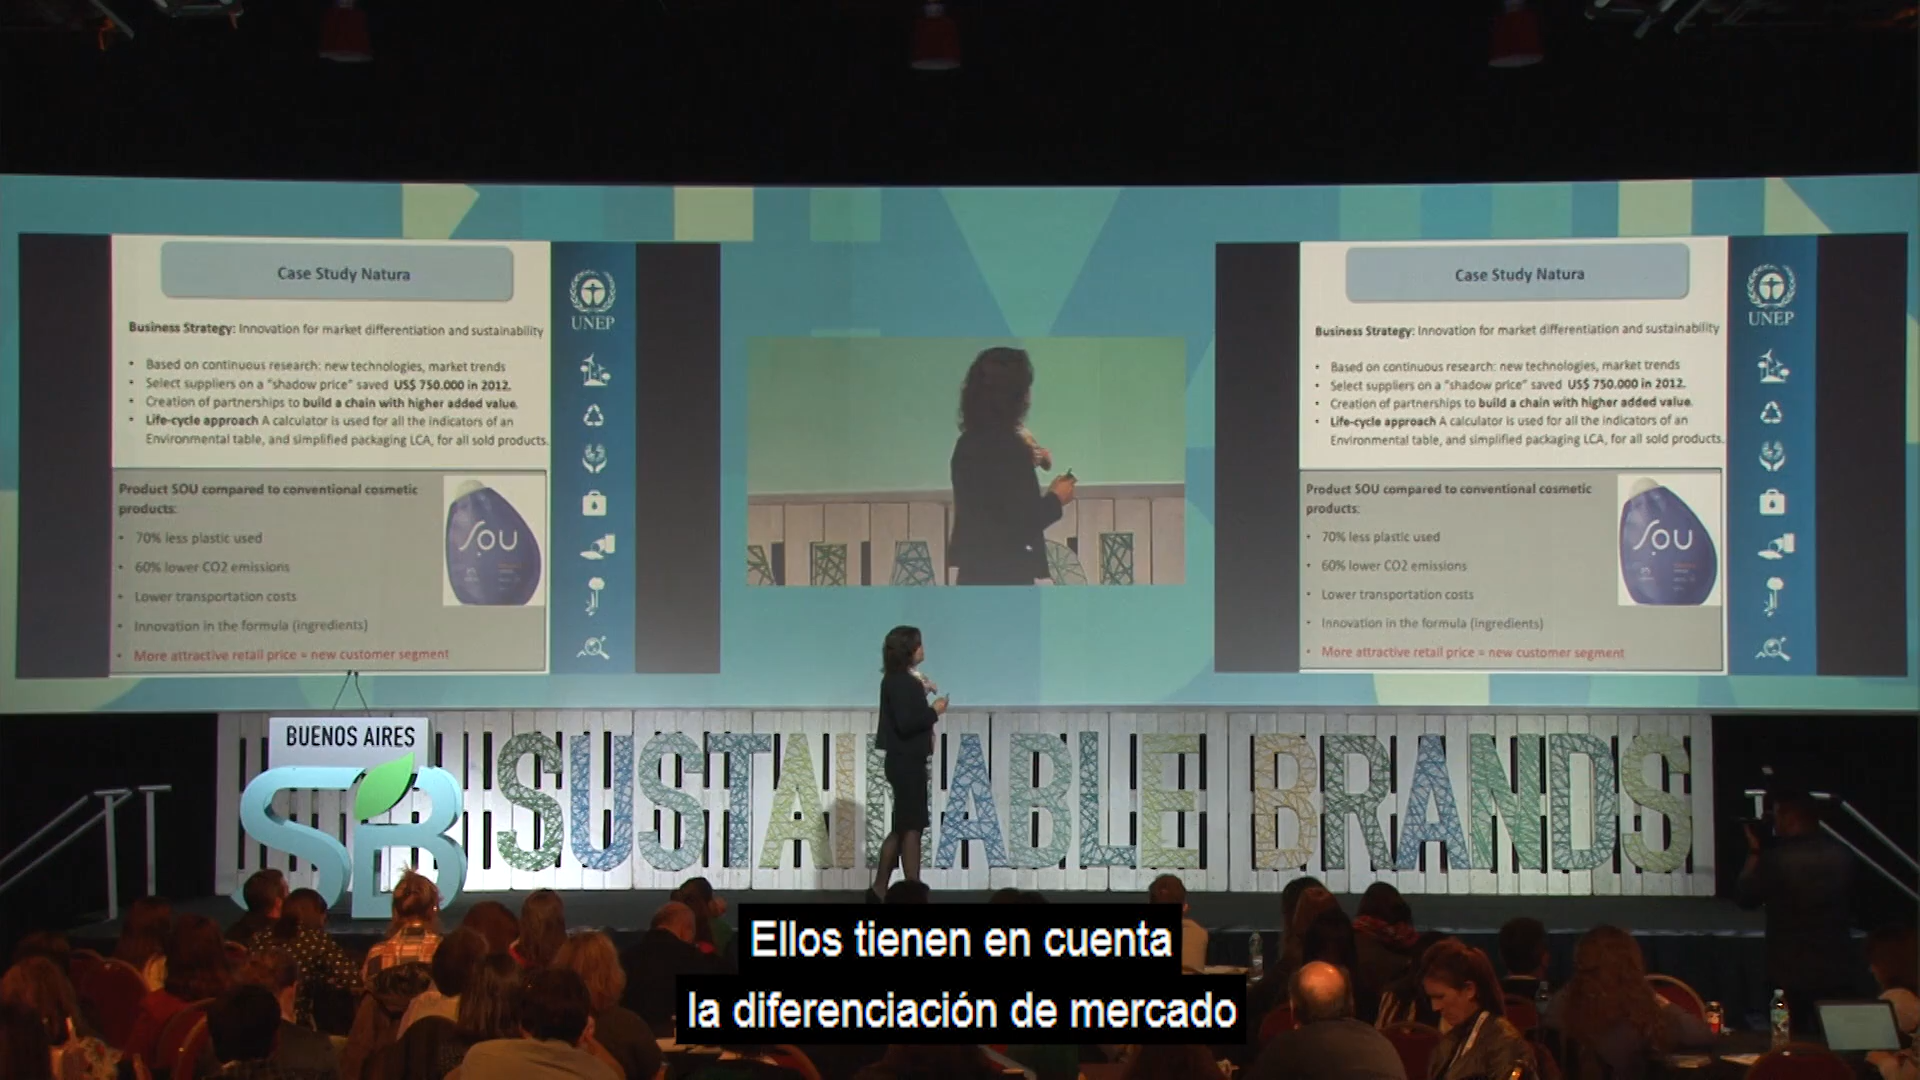 Case Study Natura
Business Strategy: Innovation for market differentiation and sustainability
• Based on continuous research: new technologies, market trends
• Select suppliers on a "shadow price" saved US$ 750.000 in 2012.
• Creation of partnerships to build a chain with higher added value.
• Life-cycle approach A calculator is used for all the indicators of an
Environmental table, and simplified packaging LCA, for all sold products.
Product SOU compared to conventional cosmetic
products:
• 70% less plastic used
• 60% lower CO2 emissions
• Lower transportation costs
• Innovation in the formula (ingredients)
• More attractive retail price = new customer segment
SOU
UNEP
Case Study Natura
Business Strategy: Innovation for market differentiation and sustainability
• Based on continuous research: new technologies, market trends
• Select suppliers on a "shadow price" saved US$ 750.000 in 2012.
• Creation of partnerships to build a chain with higher added value.
• Life-cycle approach A calculator is used for all the indicators of an
Environmental table, and simplified packaging LCA, for all sold products.
Product SOU compared to conventional cosmetic
products:
• 70% less plastic used
• 60% lower CO2 emissions
• Lower transportation costs
• Innovation in the formula (ingredients)
• More attractive retail price = new customer segment
SOU
UNEP
BUENOS AIRES
SB
SUSTAINABLE BRANDS
Ellos tienen en cuenta
la diferenciación de mercado